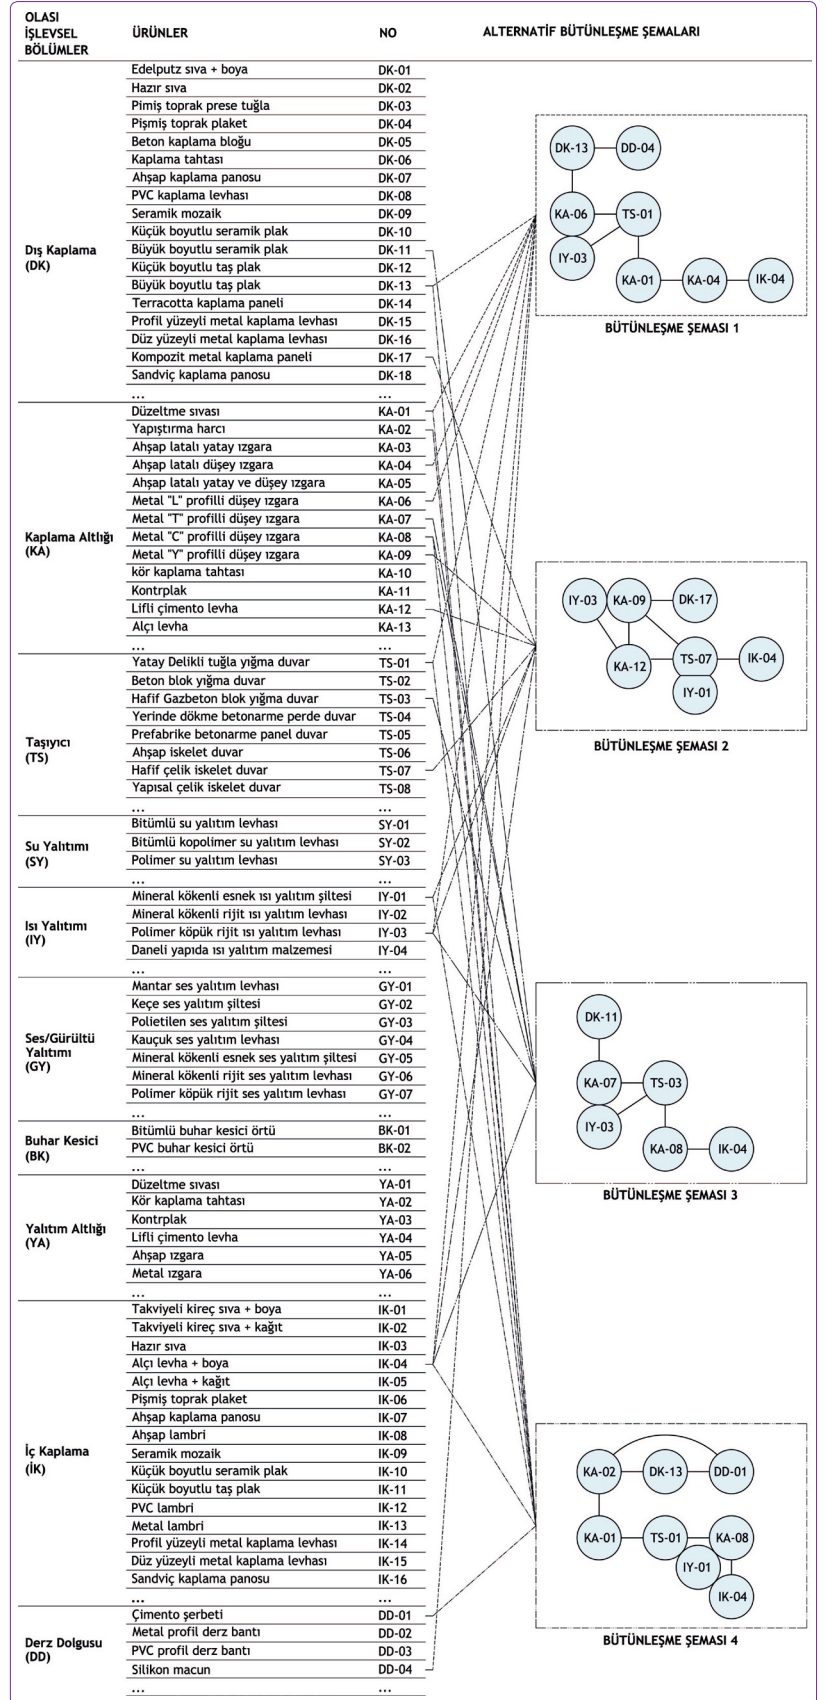 OLASI
İŞLEVSEL
BÖLÜMLER
ÜRÜNLER
NO
ALTERNATİF BÜTÜNLEŞME ŞEMALARI
Dış Kaplama
(DK)
Edelputz sıva + boya DK-01
Hazır sıva DK-02
Pimiş toprak prese tuğla DK-03
Pişmiş toprak plaket DK-04
Beton kaplama bloğu DK-05
Kaplama tahtası DK-06
Ahşap kaplama panosu DK-07
PVC kaplama levhası DK-08
Seramik mozaik DK-09
Küçük boyutlu seramik plak DK-10
Büyük boyutlu seramik plak DK-11
Küçük boyutlu taş plak DK-12
Büyük boyutlu taş plak DK-13
Terracotta kaplama paneli DK-14
Profil yüzeyli metal kaplama levhası DK-15
Düz yüzeyli metal kaplama levhası DK-16
Kompozit metal kaplama paneli DK-17
Sandviç kaplama panosu DK-18
... ...
Kaplama Altlığı
(KA)
Düzeltme sıvası KA-01
Yapıştırma harcı KA-02
Ahşap latalı yatay ızgara KA-03
Ahşap latalı düşey ızgara KA-04
Ahşap latalı yatay ve düşey ızgara KA-05
Metal "L" profilli düşey ızgara KA-06
Metal "T" profilli düşey ızgara KA-07
Metal "C" profilli düşey ızgara KA-08
Metal "Y" profilli düşey ızgara KA-09
kör kaplama tahtası KA-10
Kontrplak KA-11
Lifli çimento levha KA-12
Alçı levha KA-13
... ...
Taşıyıcı
(TS)
Yatay Delikli tuğla yığma duvar TS-01
Beton blok yığma duvar TS-02
Hafif Gazbeton blok yığma duvar TS-03
Yerinde dökme betonarme perde duvar TS-04
Prefabrike betonarme panel duvar TS-05
Ahşap iskelet duvar TS-06
Hafif çelik iskelet duvar TS-07
Yapısal çelik iskelet duvar TS-08
... ...
Su Yalıtımı
(SY)
Bitümlü su yalıtım levhası SY-01
Bitümlü kopolimer su yalıtım levhası SY-02
Polimer su yalıtım levhası SY-03
... ...
Isı Yalıtımı
(IY)
Mineral kökenli esnek ısı yalıtım şiltesi IY-01
Mineral kökenli rijit ısı yalıtım levhası IY-02
Polimer köpük rijit ısı yalıtım levhası IY-03
Daneli yapıda ısı yalıtım malzemesi IY-04
... ...
Ses/Gürültü
Yalıtımı
(GY)
Mantar ses yalıtım levhası GY-01
Keçe ses yalıtım şiltesi GY-02
Polietilen ses yalıtım şiltesi GY-03
Kauçuk ses yalıtım levhası GY-04
Mineral kökenli esnek ses yalıtım şiltesi GY-05
Mineral kökenli rijit ses yalıtım levhası GY-06
Polimer köpük rijit ses yalıtım levhası GY-07
... ...
Buhar Kesici
(BK)
Bitümlü buhar kesici örtü BK-01
PVC buhar kesici örtü BK-02
... ...
Yalıtım Altlığı
(YA)
Düzeltme sıvası YA-01
Kör kaplama tahtası YA-02
Kontrplak YA-03
Lifli çimento levha YA-04
Ahşap ızgara YA-05
Metal ızgara YA-06
... ...
İç Kaplama
(İK)
Takviyeli kireç sıva + boya IK-01
Takviyeli kireç sıva + kağıt IK-02
Hazır sıva IK-03
Alçı levha + boya IK-04
Alçı levha + kağıt IK-05
Pişmiş toprak plaket IK-06
Ahşap kaplama panosu IK-07
Ahşap lambri IK-08
Seramik mozaik IK-09
Küçük boyutlu seramik plak IK-10
Küçük boyutlu taş plak IK-11
PVC lambri IK-12
Metal lambri IK-13
Profil yüzeyli metal kaplama levhası IK-14
Düz yüzeyli metal kaplama levhası IK-15
Sandviç kaplama panosu IK-16
... ...
Derz Dolgusu
(DD)
Çimento şerbeti DD-01
Metal profil derz bantı DD-02
PVC profil derz bantı DD-03
Silikon macun DD-04
... ...
DK-13 DD-04
KA-06 TS-01
IY-03
KA-01 KA-04 IK-04
BÜTÜNLEŞME ŞEMASI 1
IY-03 KA-09 DK-17
KA-12 TS-07 IK-04
IY-01
BÜTÜNLEŞME ŞEMASI 2
DK-11
KA-07 TS-03
IY-03
KA-08 IK-04
BÜTÜNLEŞME ŞEMASI 3
KA-02 DK-13 DD-01
KA-01 TS-01 KA-08
IY-01
IK-04
BÜTÜNLEŞME ŞEMASI 4